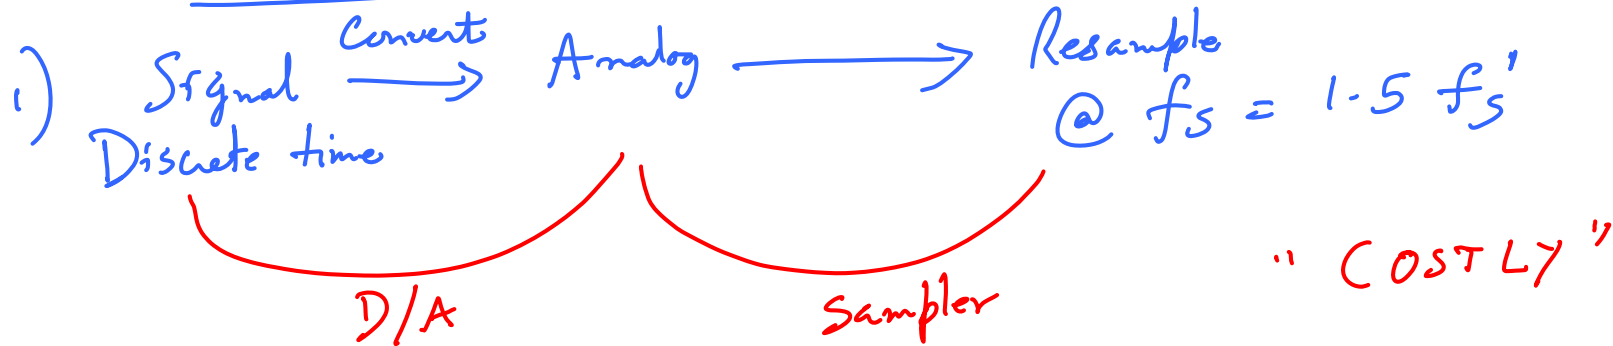 1) Signal Convert Analog Resample
Discrete time @ fs = 1.5 fs'
D/A Sampler "COSTLY"